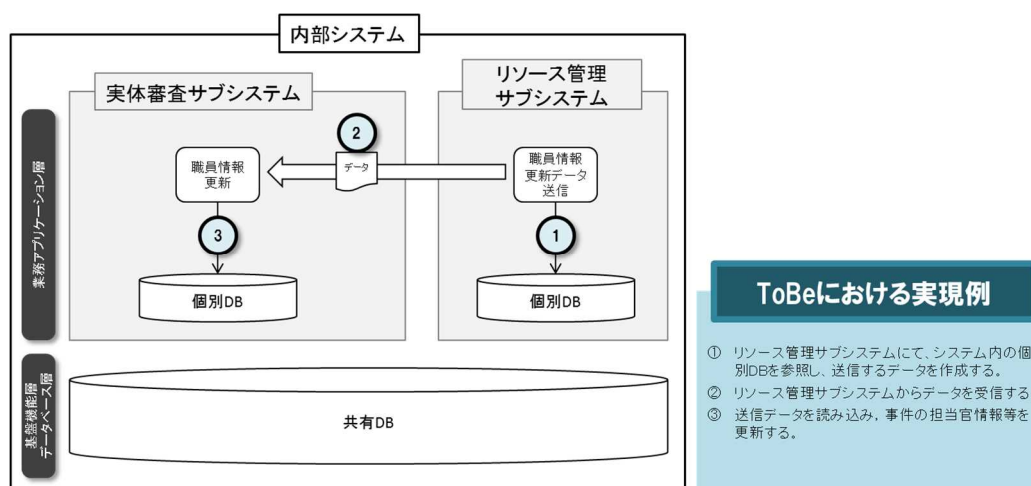 内部システム
実体審査サブシステム
リソース管理
サブシステム
業務アプリケーション層
2
データ
職員情報
更新
職員情報
更新データ
送信
3
1
個別DB
個別DB
基盤機能層
データベース層
共有DB
ToBeにおける実現例
① リソース管理サブシステムにて、システム内の個
別DBを参照し、送信するデータを作成する。
② リソース管理サブシステムからデータを受信する
③ 送信データを読み込み，事件の担当官情報等を
更新する。